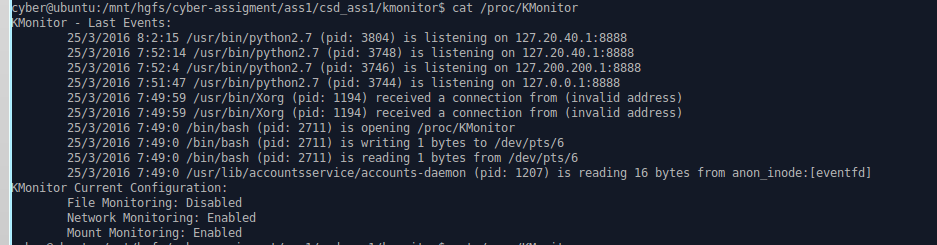 cyber@ubuntu:/mnt/hgfs/cyber-assigment/ass1/csd_ass1/kmonitor$ cat /proc/KMonitor
KMonitor - Last Events:
25/3/2016 8:2:15 /usr/bin/python2.7 (pid: 3804) is listening on 127.20.40.1:8888
25/3/2016 7:52:14 /usr/bin/python2.7 (pid: 3748) is listening on 127.20.40.1:8888
25/3/2016 7:52:4 /usr/bin/python2.7 (pid: 3746) is listening on 127.200.200.1:8888
25/3/2016 7:51:47 /usr/bin/python2.7 (pid: 3744) is listening on 127.0.0.1:8888
25/3/2016 7:49:59 /usr/bin/Xorg (pid: 1194) received a connection from (invalid address)
25/3/2016 7:49:59 /usr/bin/Xorg (pid: 1194) received a connection from (invalid address)
25/3/2016 7:49:0 /bin/bash (pid: 2711) is opening /proc/KMonitor
25/3/2016 7:49:0 /bin/bash (pid: 2711) is writing 1 bytes to /dev/pts/6
25/3/2016 7:49:0 /bin/bash (pid: 2711) is reading 1 bytes from /dev/pts/6
25/3/2016 7:49:0 /usr/lib/accountsservice/accounts-daemon (pid: 1207) is reading 16 bytes from anon_inode:[eventfd]
KMonitor Current Configuration:
File Monitoring: Disabled
Network Monitoring: Enabled
Mount Monitoring: Enabled